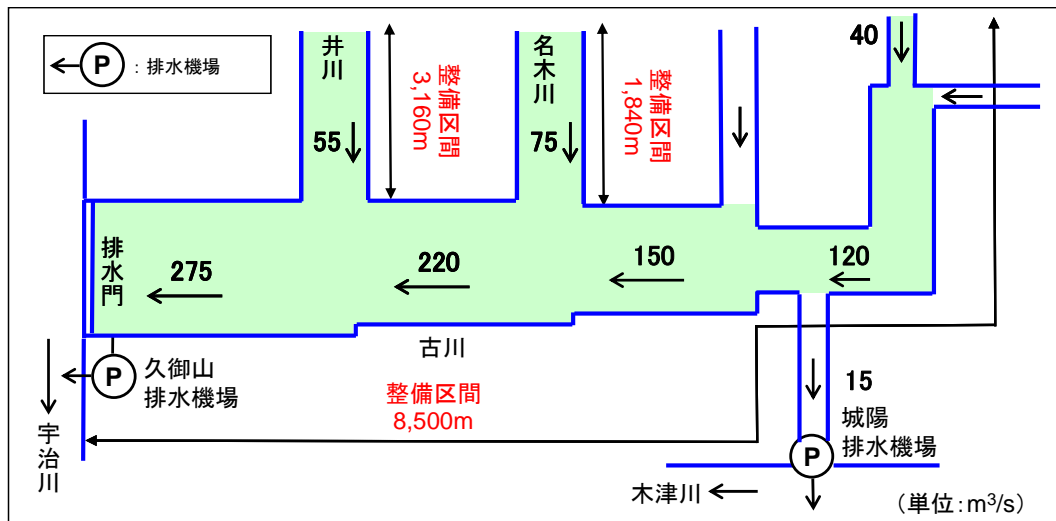 P
：排水機場
井川
整備区間
3,160m
名木川
整備区間
1,840m
40
55
75
排水門
275
220
150
120
古川
P
久御山
排水機場
整備区間
8,500m
15
城陽
排水機場
P
宇治川
木津川
（単位：m³/s）